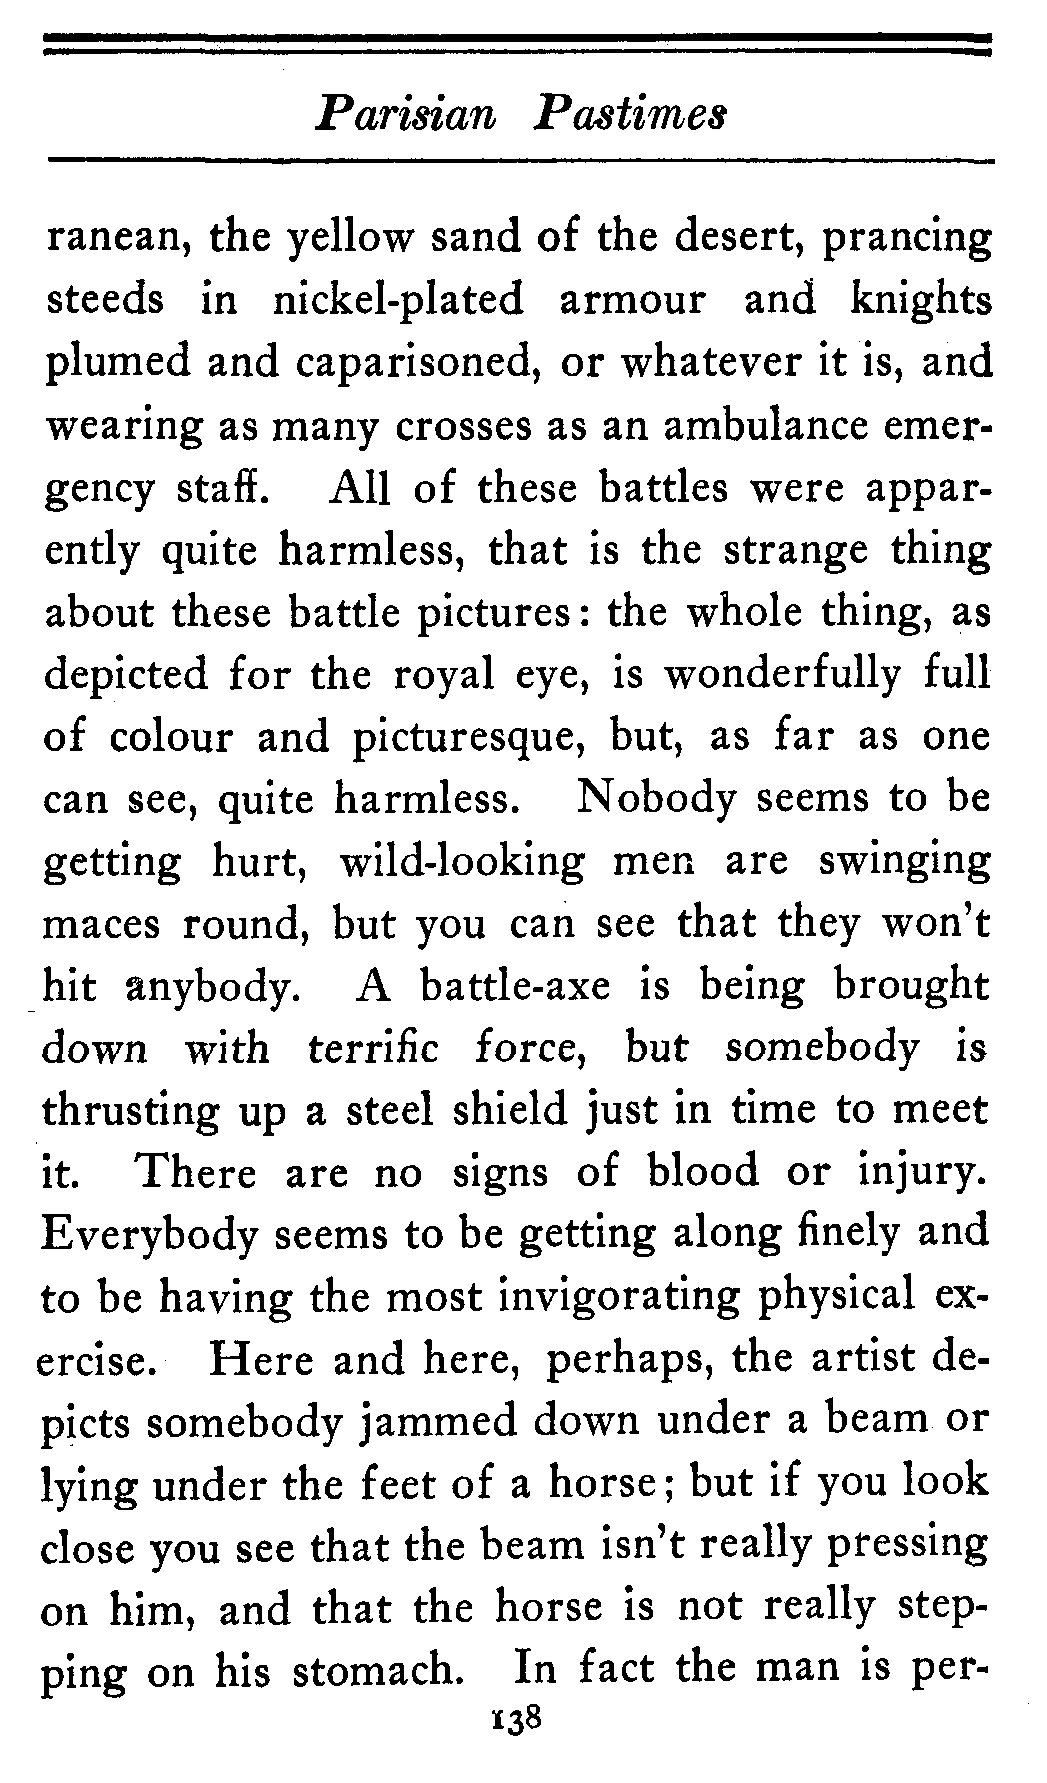 Parisian Pastimes
ranean, the yellow sand of the desert, prancing
steeds in nickel-plated armour and knights
plumed and caparisoned, or whatever it is, and
wearing as many crosses as an ambulance emer-
gency staff. All of these battles were appar-
ently quite harmless, that is the strange thing
about these battle pictures: the whole thing, as
depicted for the royal eye, is wonderfully full
of colour and picturesque, but, as far as one
can see, quite harmless. Nobody seems to be
getting hurt, wild-looking men are swinging
maces round, but you can see that they won't
hit anybody. A battle-axe is being brought
down with terrific force, but somebody is
thrusting up a steel shield just in time to meet
it. There are no signs of blood or injury.
Everybody seems to be getting along finely and
to be having the most invigorating physical ex-
ercise. Here and here, perhaps, the artist de-
picts somebody jammed down under a beam or
lying under the feet of a horse; but if you look
close you see that the beam isn't really pressing
on him, and that the horse is not really step-
ping on his stomach. In fact the man is per-
138